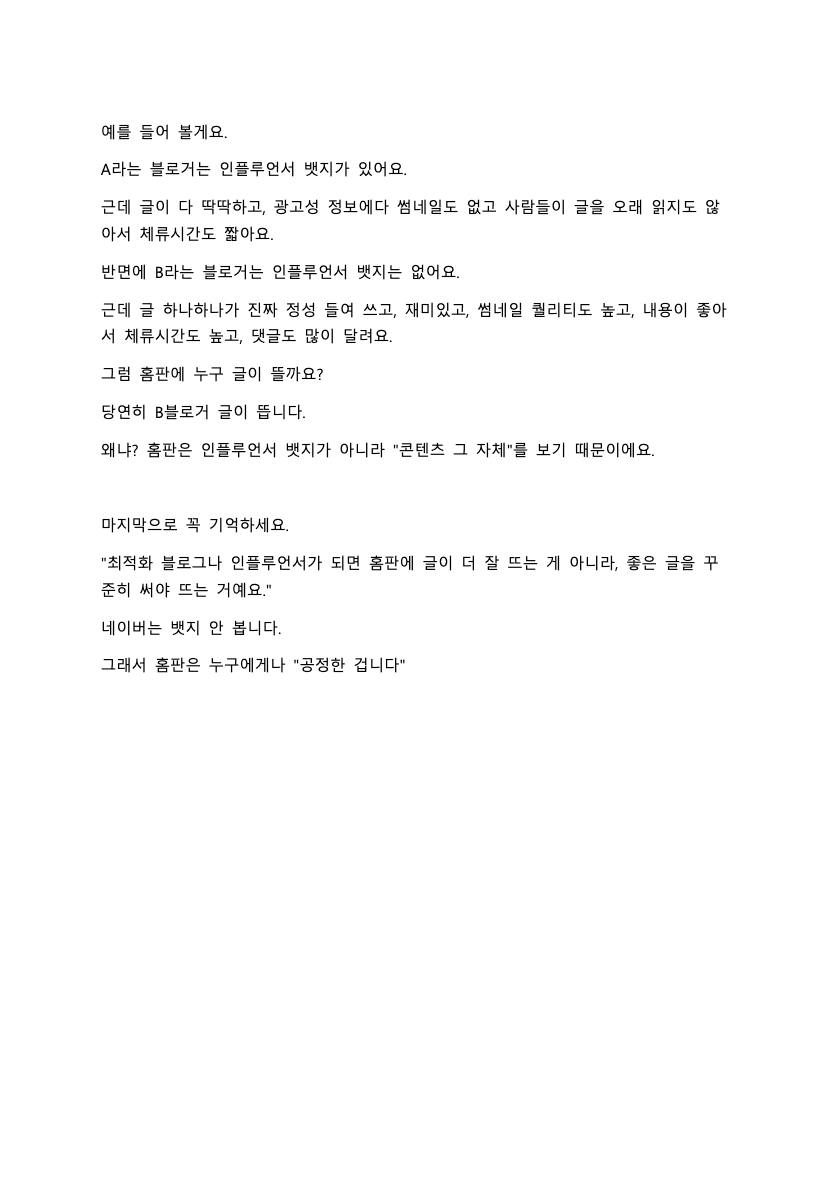 예를 들어 볼게요.
A라는 블로거는 인플루언서 뱃지가 있어요.
근데 글이 다 딱딱하고, 광고성 정보에다 썸네일도 없고 사람들이 글을 오래 읽지도 않
아서 체류시간도 짧아요.
반면에 B라는 블로거는 인플루언서 뱃지는 없어요.
근데 글 하나하나가 진짜 정성 들여 쓰고, 재미있고, 썸네일 퀄리티도 높고, 내용이 좋아
서 체류시간도 높고, 댓글도 많이 달려요.
그럼 홈판에 누구 글이 뜰까요?
당연히 B블로거 글이 뜹니다.
왜냐? 홈판은 인플루언서 뱃지가 아니라 "콘텐츠 그 자체"를 보기 때문이에요.
마지막으로 꼭 기억하세요.
"최적화 블로그나 인플루언서가 되면 홈판에 글이 더 잘 뜨는 게 아니라, 좋은 글을 꾸
준히 써야 뜨는 거예요."
네이버는 뱃지 안 봅니다.
그래서 홈판은 누구에게나 "공정한 겁니다"